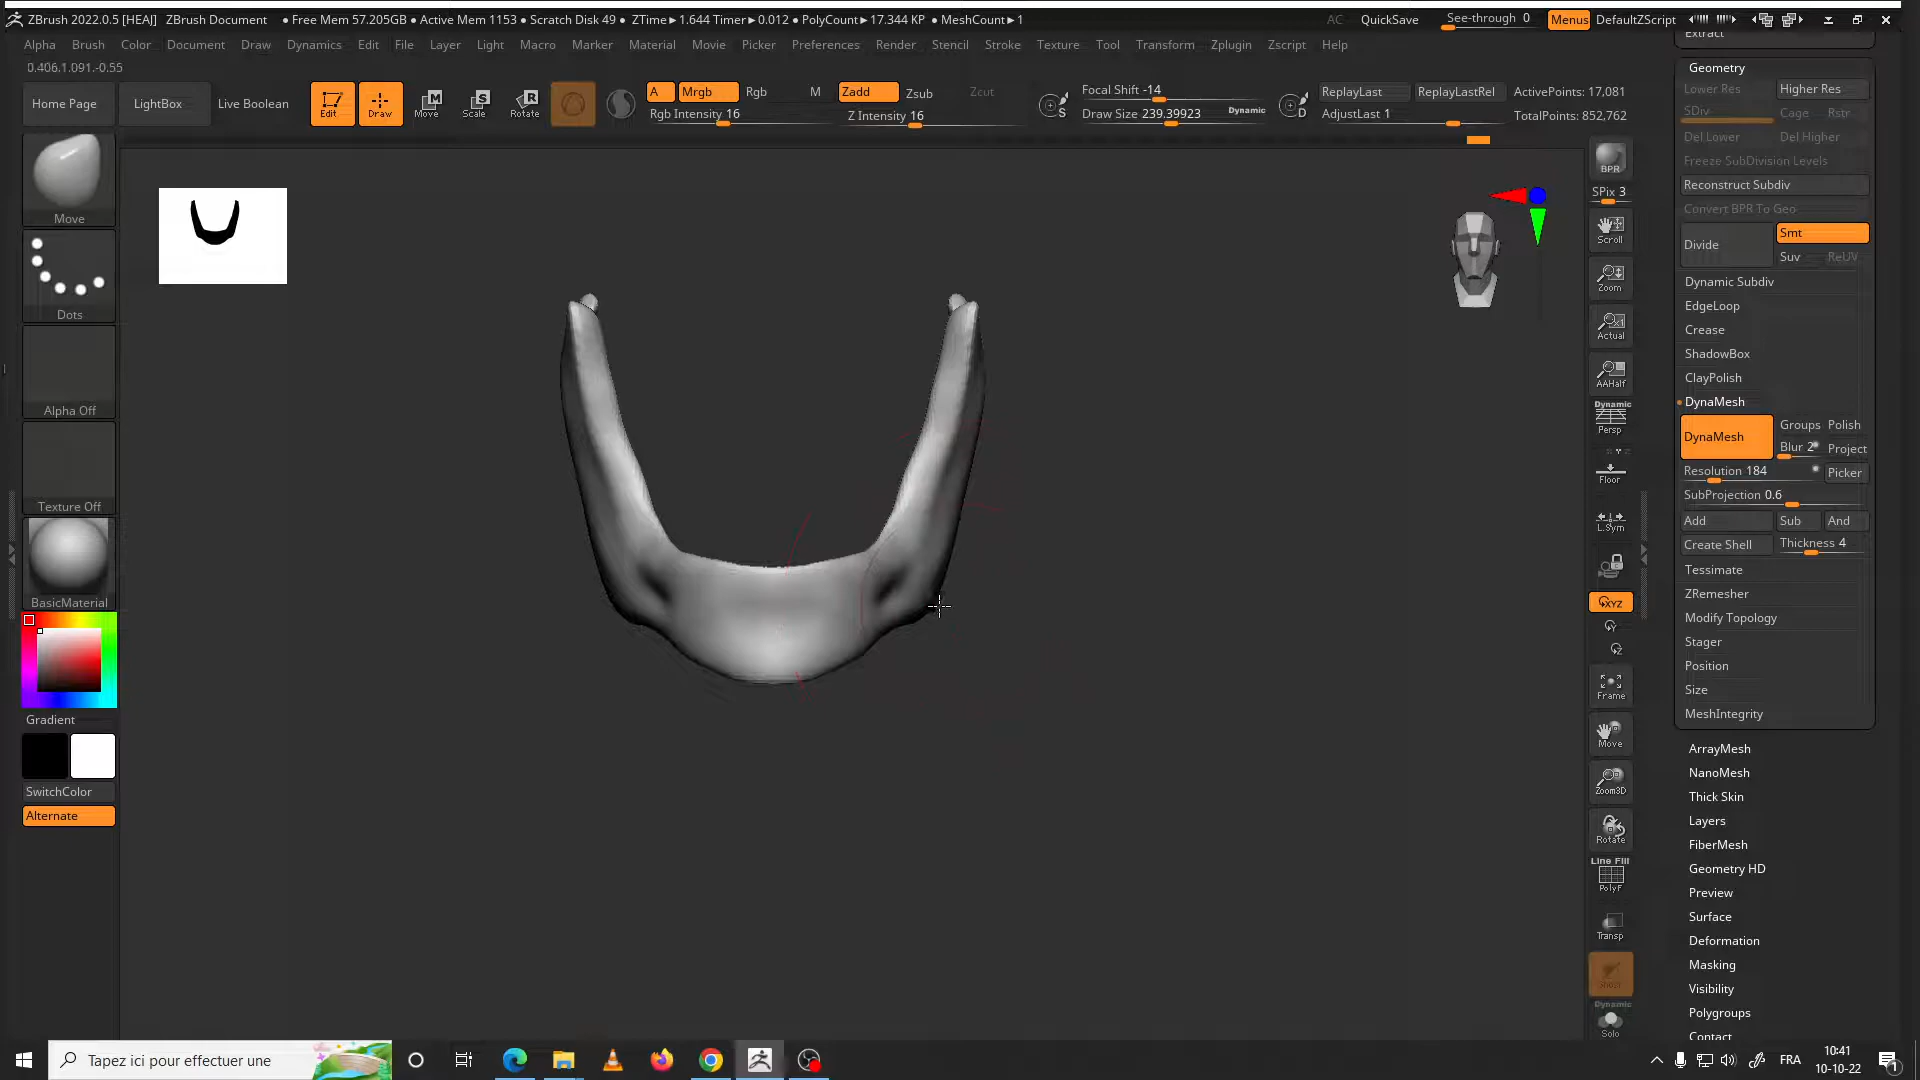 ZBrush 2022.0.5 [HEAJ] ZBrush Document • Free Mem 57.205GB • Active Mem 1153 • Scratch Disk 49 • ZTime►1.644 Timer►0.012 • PolyCount►17.344 KP • MeshCount►1 AC QuickSave See-through 0 Menus DefaultZScript
Alpha Brush Color Document Draw Dynamics Edit File Layer Light Macro Marker Material Movie Picker Preferences Render Stencil Stroke Texture Tool Transform Zplugin Zscript Help
0.406,1.091,-0.55
Home Page LightBox Live Boolean Edit Draw Move Scale Rotate
A Mrgb Rgb M Zadd Zsub Zcut
Rgb Intensity 16 Z Intensity 16
S Focal Shift -14
Draw Size 239.39923 Dynamic D
ReplayLast ReplayLastRel ActivePoints: 17,081
AdjustLast 1 TotalPoints: 852,762
Move
Dots
Alpha Off
Texture Off
BasicMaterial
Gradient
SwitchColor
Alternate
BPR
SPix 3
Scroll
Zoom
Actual
AAHalf
Dynamic
Persp
Floor
L.Sym
XYZ
Y
Z
Frame
Move
Zoom3D
Rotate
Line Fill
PolyF
Transp
Dynamic
Solo
Extract
Geometry
Lower Res Higher Res
SDiv Cage Rstr
Del Lower Del Higher
Freeze SubDivision Levels
Reconstruct Subdiv
Convert BPR To Geo
Divide Smt
Suv ReUV
Dynamic Subdiv
EdgeLoop
Crease
ShadowBox
ClayPolish
DynaMesh
DynaMesh Groups Polish
Blur 2 Project
Resolution 184 Picker
SubProjection 0.6
Add Sub And
Create Shell Thickness 4
Tessimate
ZRemesher
Modify Topology
Stager
Position
Size
MeshIntegrity
ArrayMesh
NanoMesh
Thick Skin
Layers
FiberMesh
Geometry HD
Preview
Surface
Deformation
Masking
Visibility
Polygroups
Contact
Tapez ici pour effectuer une
FRA
10:41
10-10-22
1